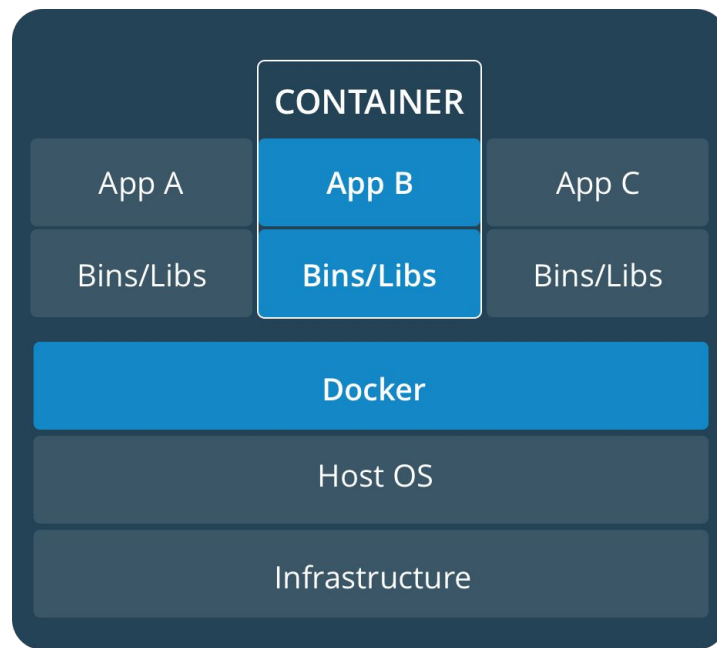 CONTAINER
App A
App B
App C
Bins/Libs
Bins/Libs
Bins/Libs
Docker
Host OS
Infrastructure